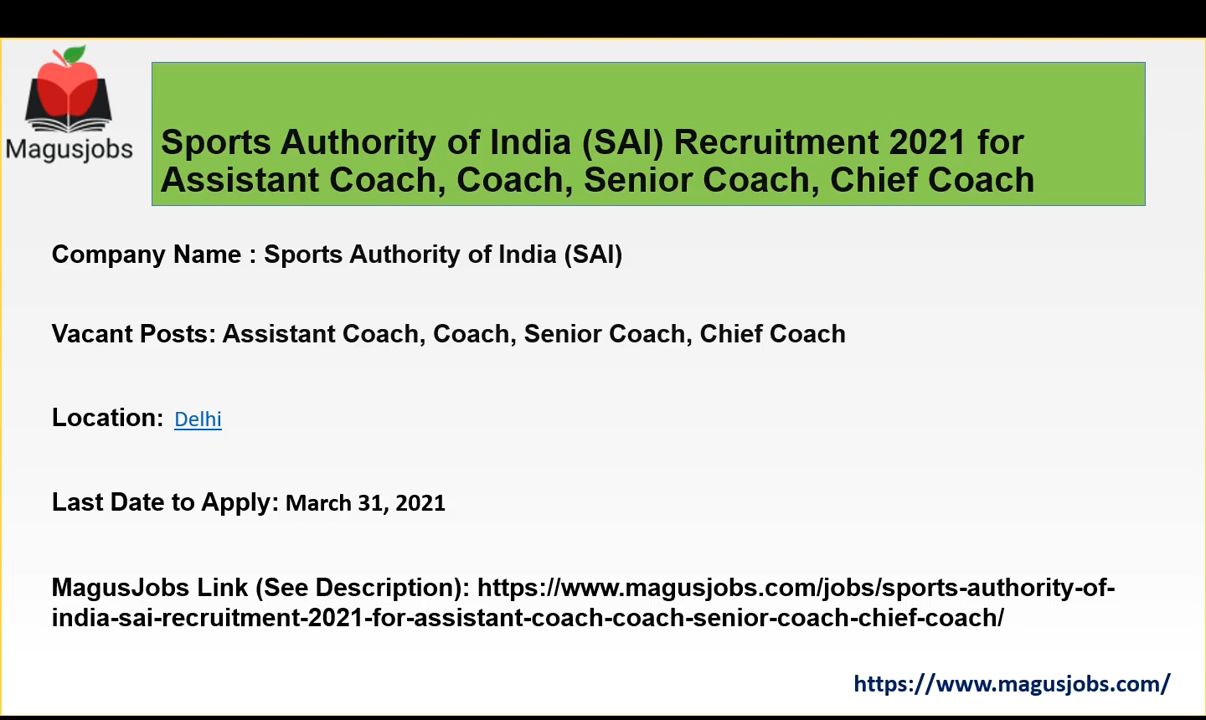 Magusjobs
Sports Authority of India (SAI) Recruitment 2021 for
Assistant Coach, Coach, Senior Coach, Chief Coach
Company Name : Sports Authority of India (SAI)
Vacant Posts: Assistant Coach, Coach, Senior Coach, Chief Coach
Location: Delhi
Last Date to Apply: March 31, 2021
MagusJobs Link (See Description): https://www.magusjobs.com/jobs/sports-authority-of-
india-sai-recruitment-2021-for-assistant-coach-coach-senior-coach-chief-coach/
https://www.magusjobs.com/